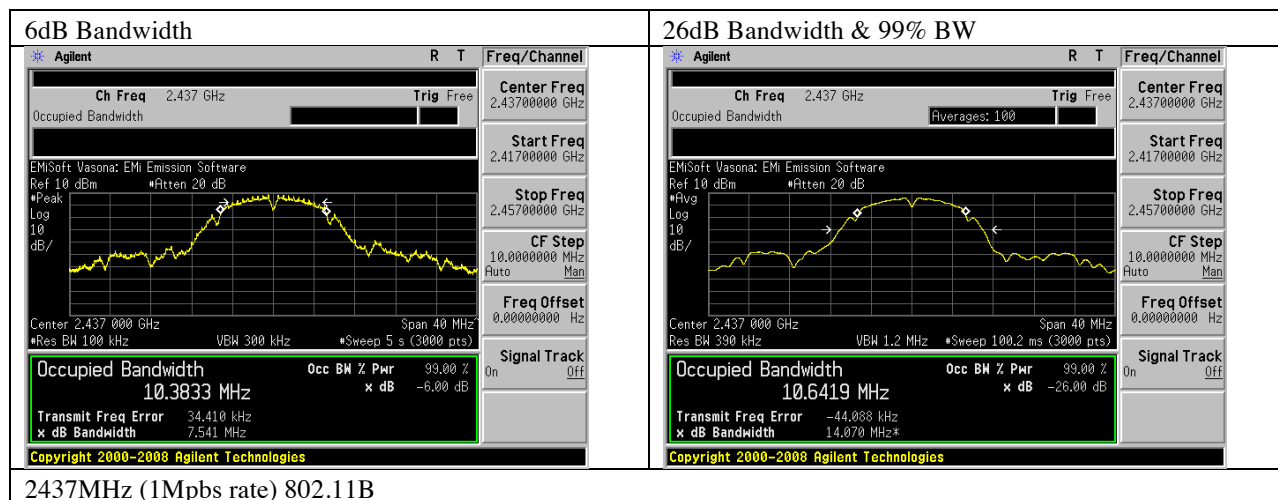 6dB Bandwidth
Agilent R T
Ch Freq 2.437 GHz Trig Free
Occupied Bandwidth
EMiSoft Vasona: EMi Emission Software
Ref 10 dBm #Atten 20 dB
#Peak
Log
10
dB/
Center 2.437 000 GHz Span 40 MHz
#Res BW 100 kHz VBW 300 kHz #Sweep 5 s (3000 pts)
Occupied Bandwidth Occ BW % Pwr 99.00 %
10.3833 MHz x dB -6.00 dB
Transmit Freq Error 34.410 kHz
x dB Bandwidth 7.541 MHz
Copyright 2000-2008 Agilent Technologies
Freq/Channel
Center Freq
2.43700000 GHz
Start Freq
2.41700000 GHz
Stop Freq
2.45700000 GHz
CF Step
10.0000000 MHz
Auto Man
Freq Offset
0.00000000 Hz
Signal Track
On Off
26dB Bandwidth & 99% BW
Agilent R T
Ch Freq 2.437 GHz Trig Free
Occupied Bandwidth Averages: 100
EMiSoft Vasona: EMi Emission Software
Ref 10 dBm #Atten 20 dB
#Avg
Log
10
dB/
Center 2.437 000 GHz Span 40 MHz
Res BW 390 kHz VBW 1.2 MHz #Sweep 100.2 ms (3000 pts)
Occupied Bandwidth Occ BW % Pwr 99.00 %
10.6419 MHz x dB -26.00 dB
Transmit Freq Error -44.088 kHz
x dB Bandwidth 14.070 MHz*
Copyright 2000-2008 Agilent Technologies
Freq/Channel
Center Freq
2.43700000 GHz
Start Freq
2.41700000 GHz
Stop Freq
2.45700000 GHz
CF Step
10.0000000 MHz
Auto Man
Freq Offset
0.00000000 Hz
Signal Track
On Off
2437MHz (1Mpbs rate) 802.11B